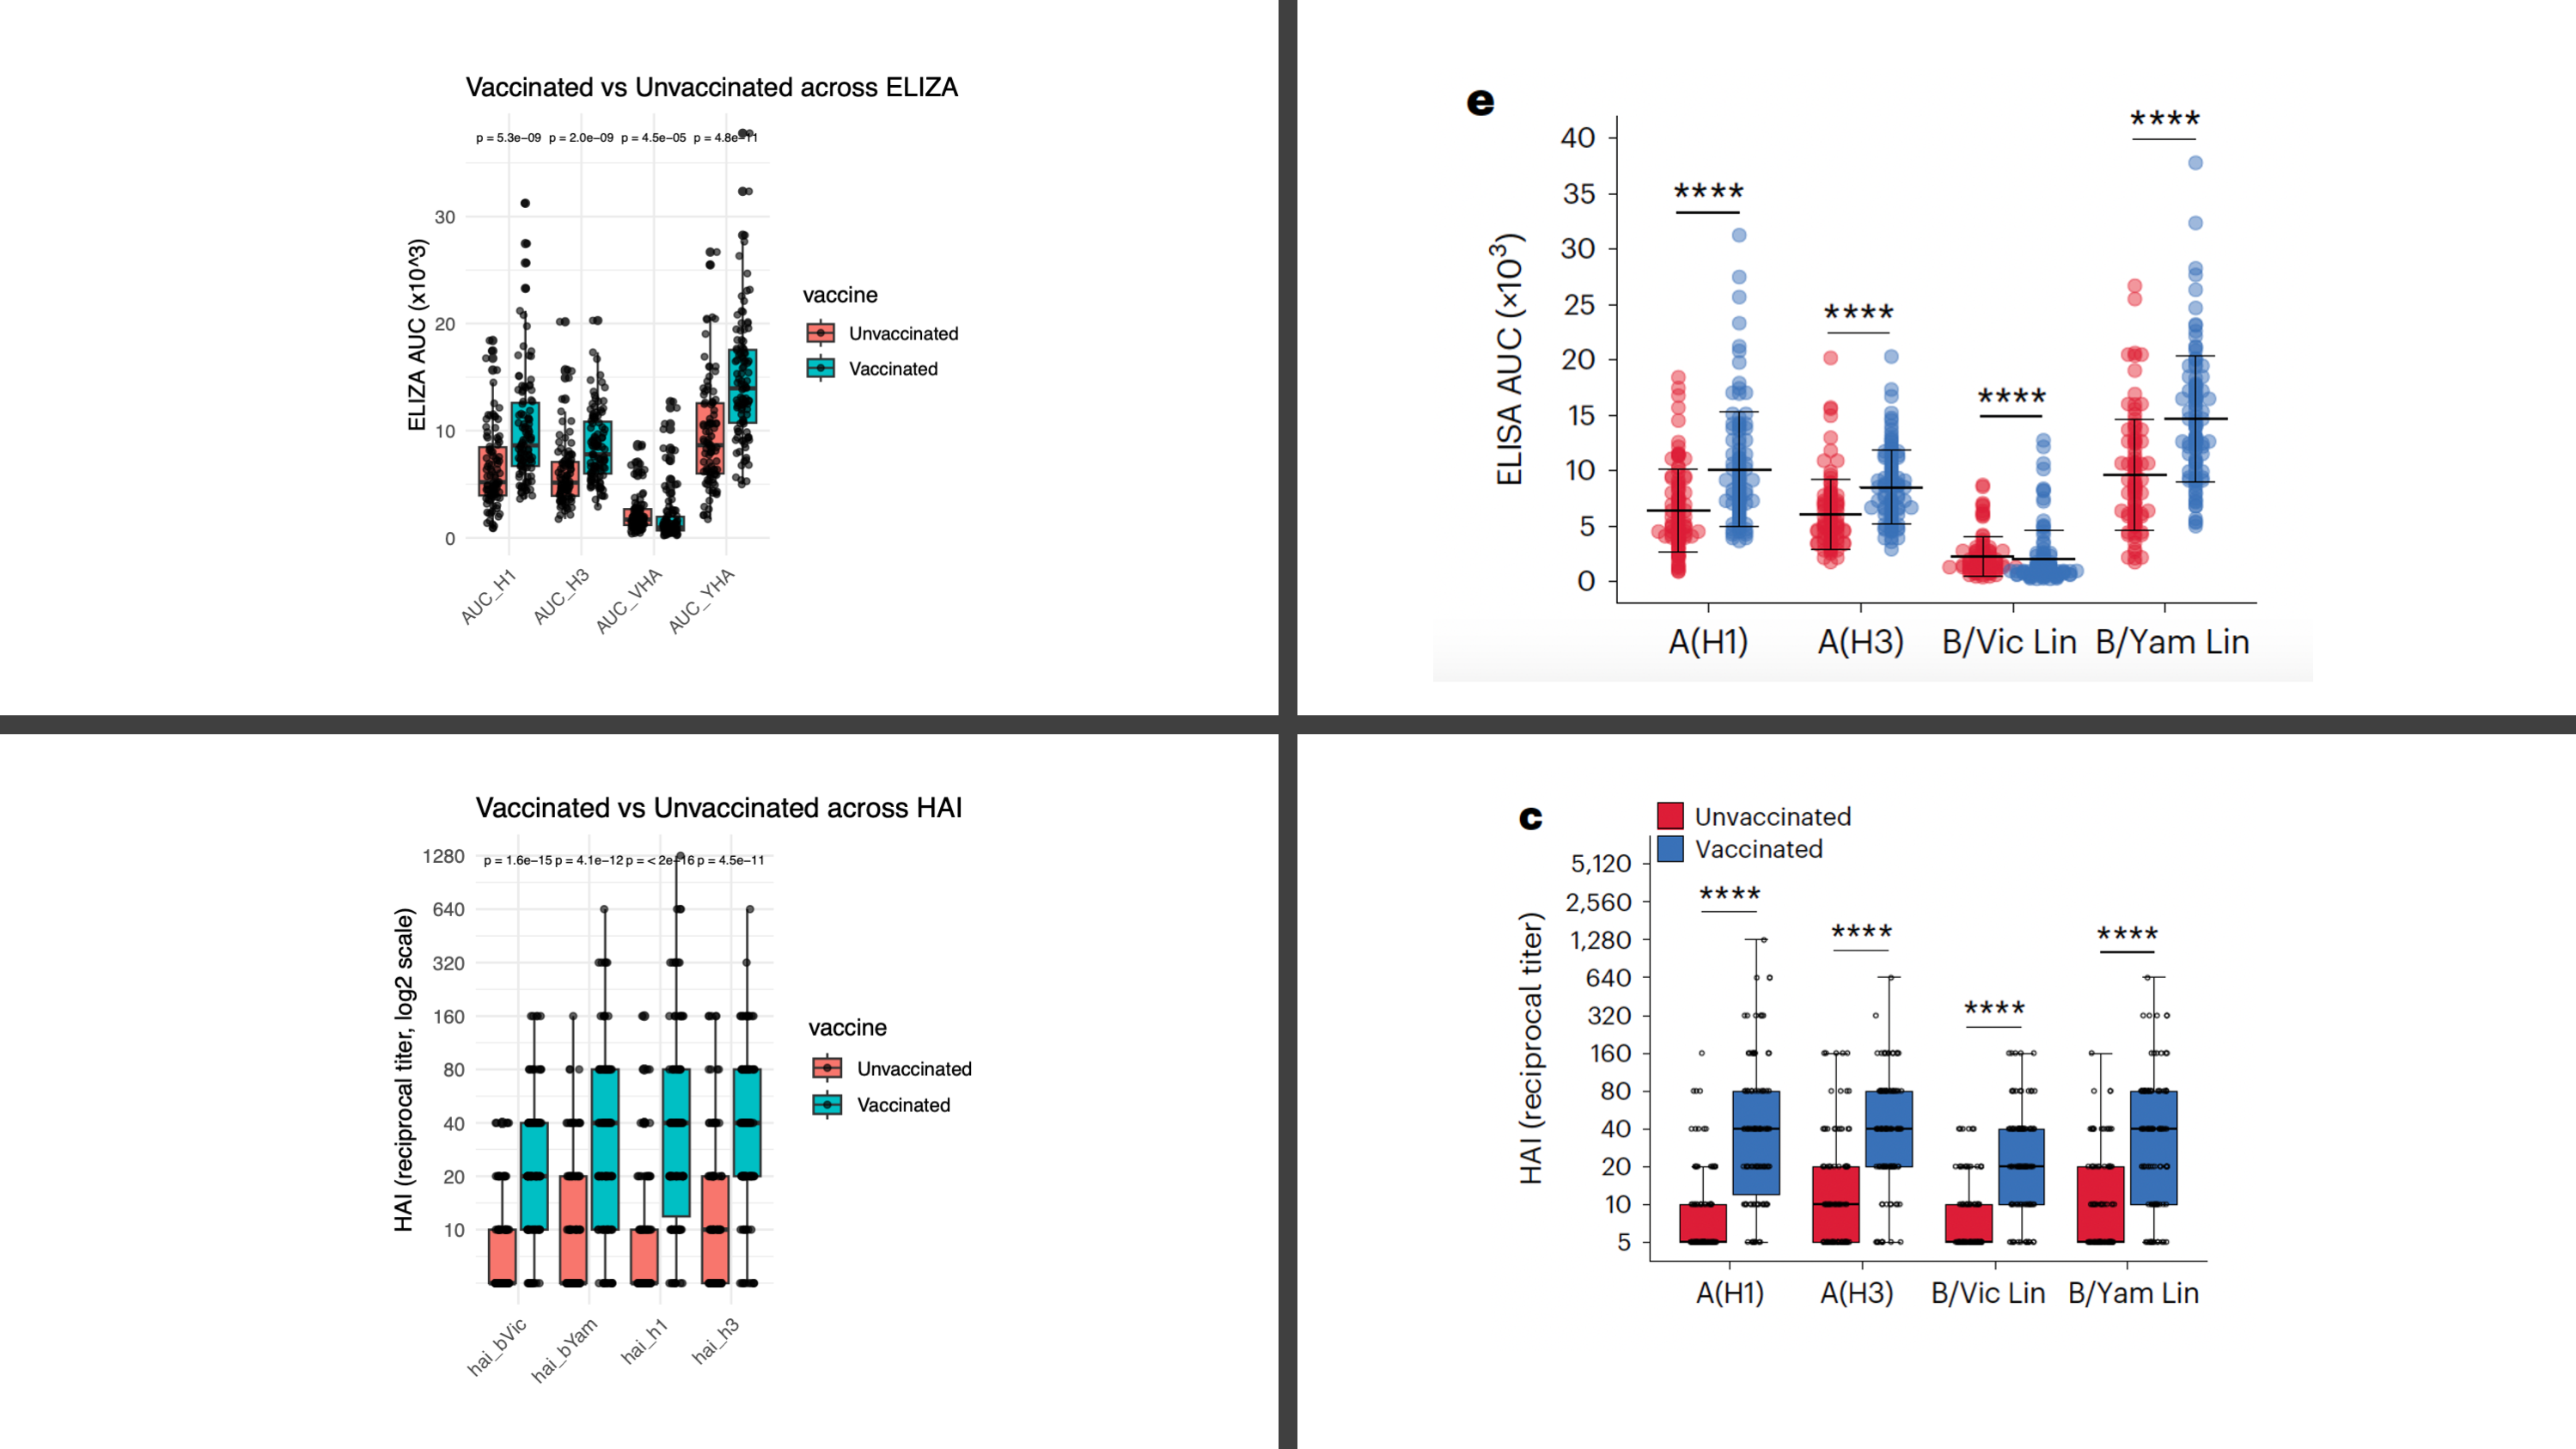 Vaccinated vs Unvaccinated across ELIZA
p = 5.3e−09 p = 2.0e−09 p = 4.5e−05 p = 4.8e−11
ELIZA AUC (x10^3)
30
20
10
0
AUC_H1
AUC_H3
AUC_VHA
AUC_YHA
vaccine
Unvaccinated
Vaccinated
e
ELISA AUC (×10³)
40
35
30
25
20
15
10
5
0
****
****
****
****
A(H1) A(H3) B/Vic Lin B/Yam Lin
Vaccinated vs Unvaccinated across HAI
p = 1.6e−15 p = 4.1e−12 p = < 2e−16 p = 4.5e−11
HAI (reciprocal titer, log2 scale)
1280
640
320
160
80
40
20
10
hai_bVic
hai_bYam
hai_h1
hai_h3
vaccine
Unvaccinated
Vaccinated
c
Unvaccinated
Vaccinated
HAI (reciprocal titer)
5,120
2,560
1,280
640
320
160
80
40
20
10
5
****
****
****
****
A(H1) A(H3) B/Vic Lin B/Yam Lin